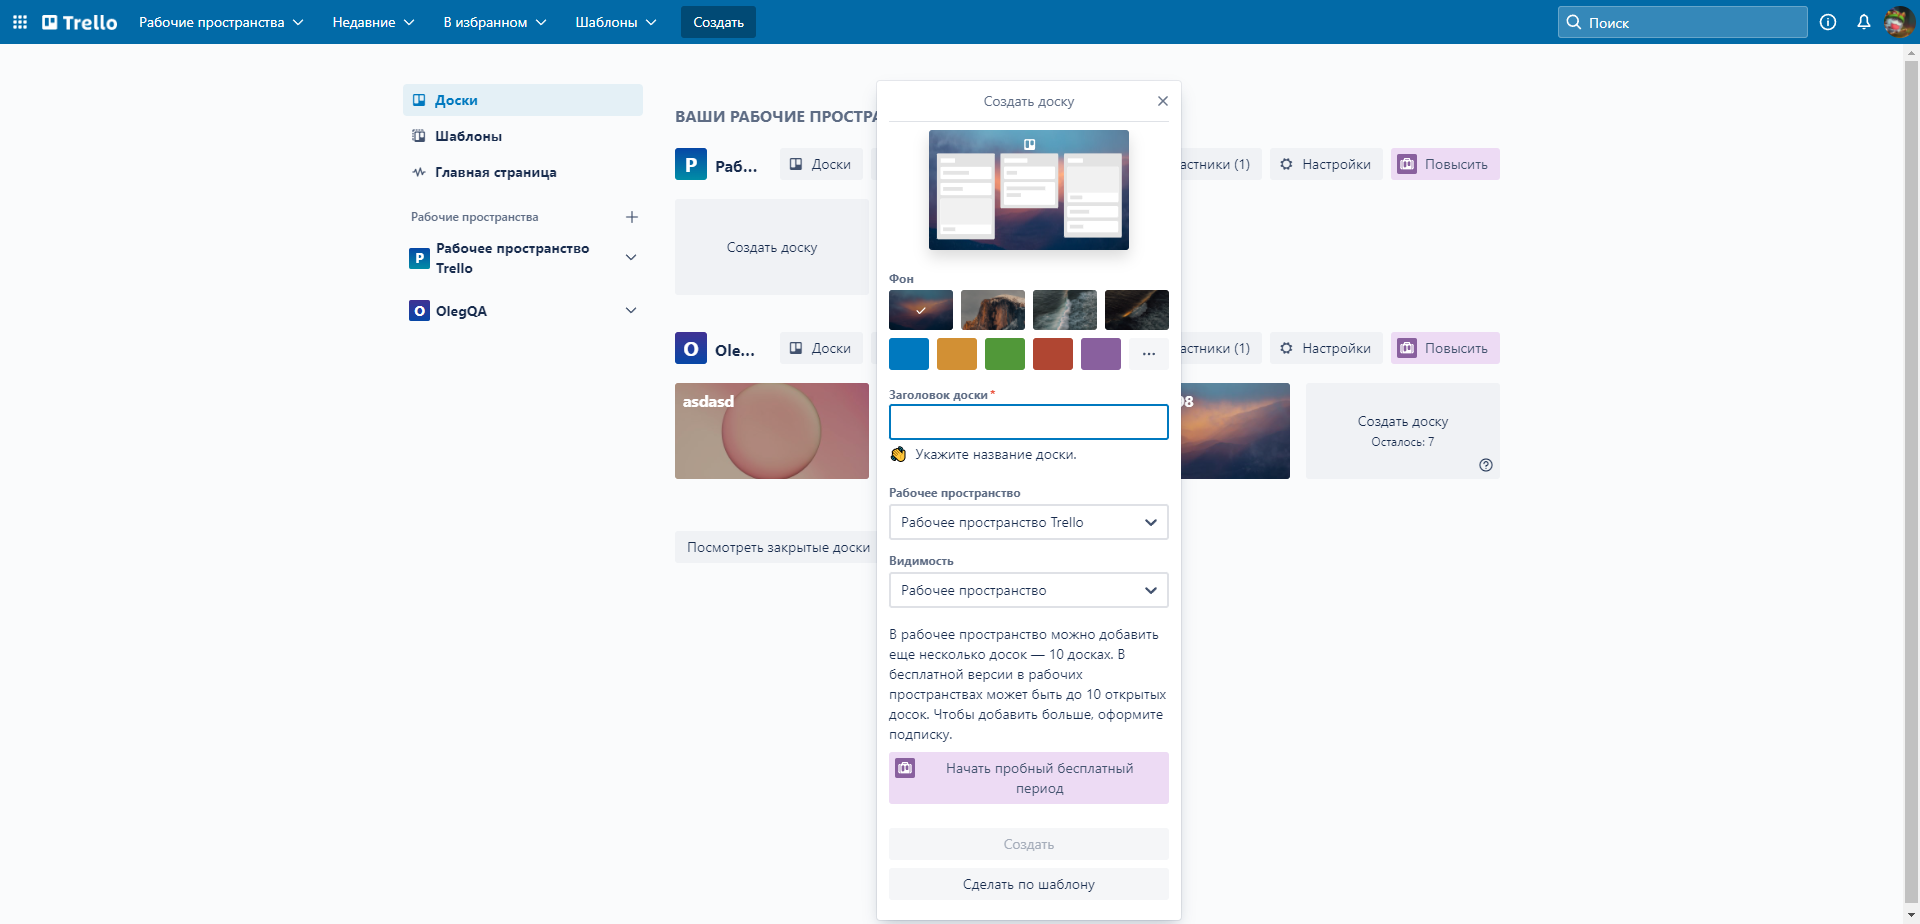 Trello
Рабочие пространства
Недавние
В избранном
Шаблоны
Создать
Поиск
Доски
Шаблоны
Главная страница
Рабочие пространства
P
Рабочее пространство
Trello
O
OlegQA
ВАШИ РАБОЧИЕ ПРОСТРА
P
Раб...
Доски
астники (1)
Настройки
Повысить
Создать доску
O
Ole...
Доски
астники (1)
Настройки
Повысить
asdasd
98
Создать доску
Осталось: 7
Посмотреть закрытые доски
Создать доску
Фон
Заголовок доски*
Укажите название доски.
Рабочее пространство
Рабочее пространство Trello
Видимость
Рабочее пространство
В рабочее пространство можно добавить
еще несколько досок — 10 досках. В
бесплатной версии в рабочих
пространствах может быть до 10 открытых
досок. Чтобы добавить больше, оформите
подписку.
Начать пробный бесплатный
период
Создать
Сделать по шаблону